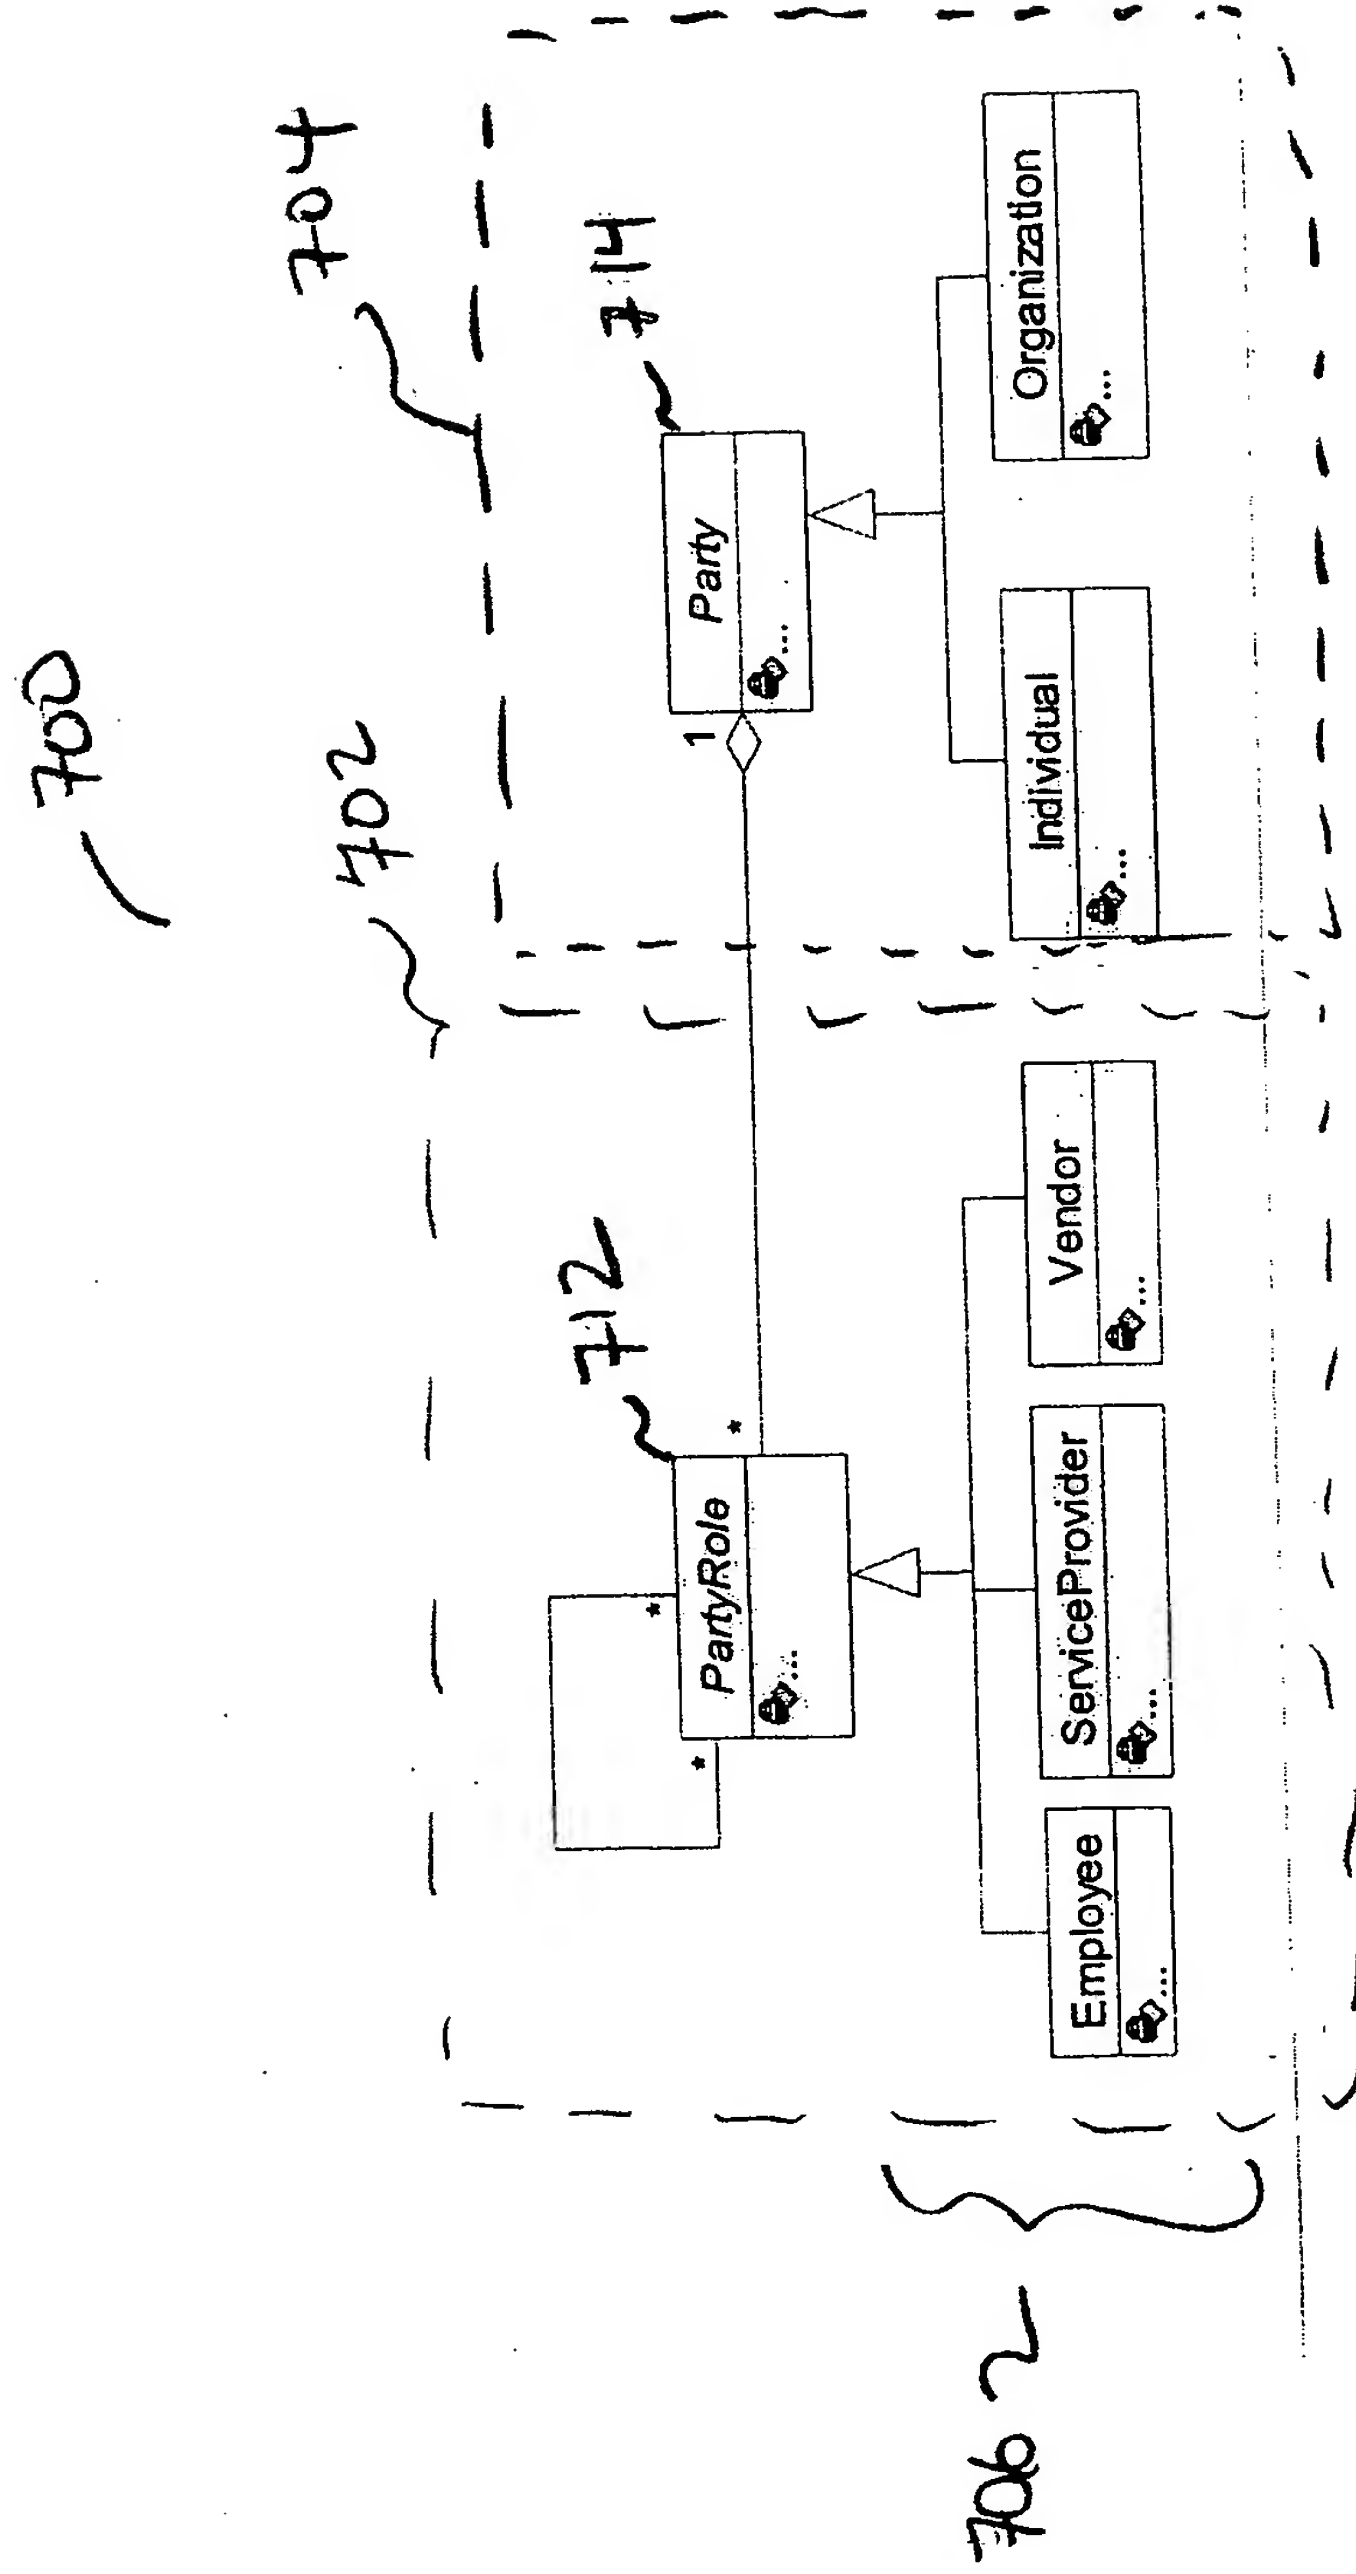 700
704
702
714
712
1
*
*
*
Party
...
PartyRole
...
Individual
...
Organization
...
Employee
...
ServiceProvider
...
Vendor
...
706